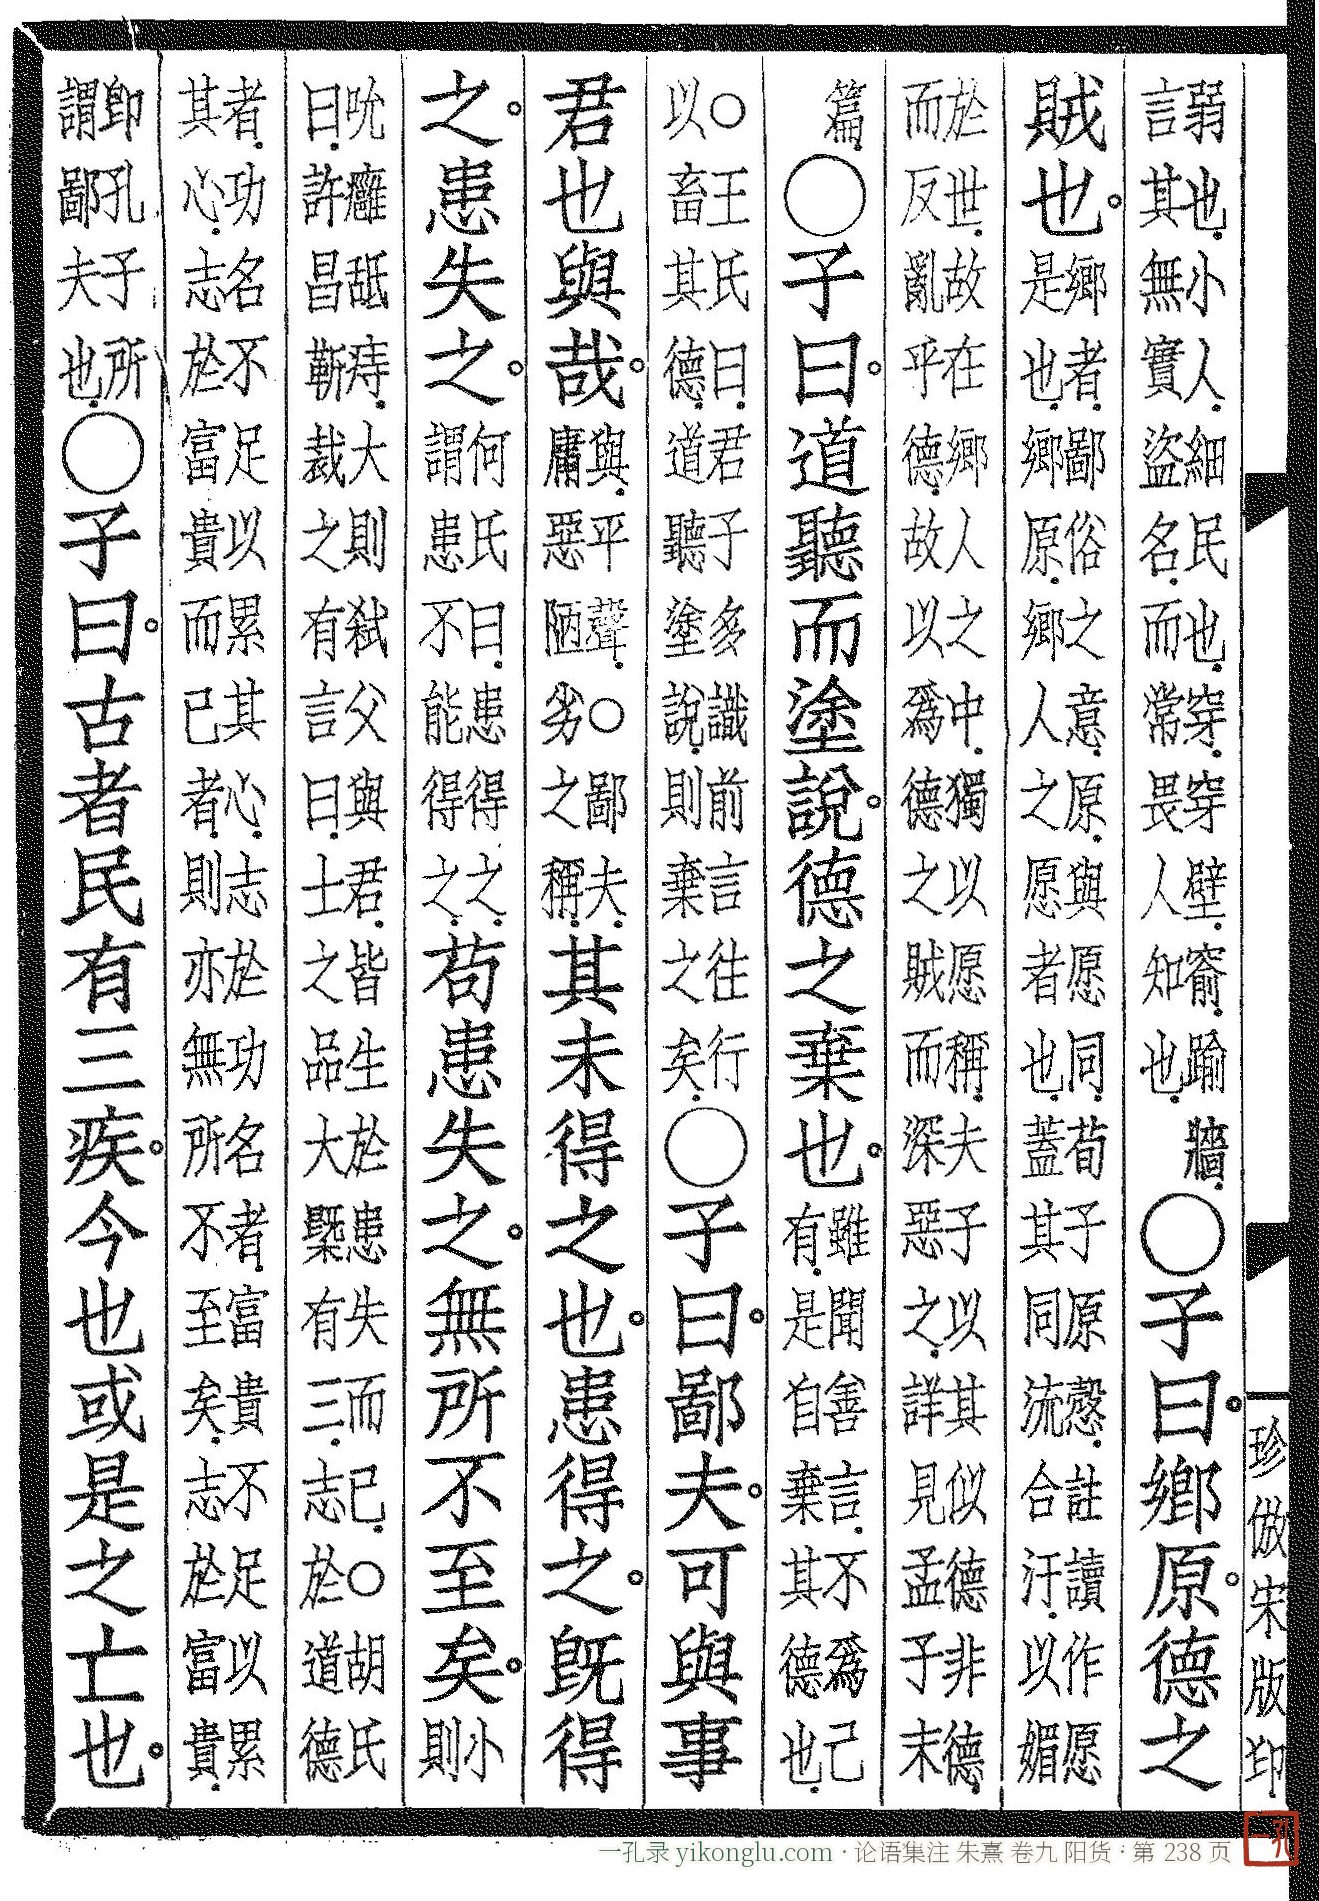 珍倣宋版印
弱也。小人。細民也。穿。穿壁。窬。踰牆。
言其無實盜名。而常畏人知也。
○子曰。鄉原。德之
賊也。
鄉者。鄙俗之意。原。與愿同。荀子原慤。註讀作愿
是也。鄉原。鄉人之愿者也。蓋其同流合汙。以媚
於世。故在鄉人之中。獨以愿稱。夫子以其似德非德。
而反亂乎德。故以爲德之賊而深惡之。詳見孟子末
篇。
○子曰。道聽而塗說。德之棄也。
雖聞善言。不爲己
有。是自棄其德也。
○王氏曰。君子多識前言往行
以畜其德。道聽塗說。則棄之矣。
○子曰。鄙夫。可與事
君也與哉。
與。平聲。○鄙夫。
庸惡陋劣之稱。
其未得之也。患得之。既得
之。患失之。
何氏曰。患得之。
謂患不能得之。
苟患失之。無所不至矣。
小
則
吮癰舐痔。大則弒父與君。皆生於患失而已。○胡氏
曰。許昌靳裁之有言曰。士之品大槩有三。志於道德
者。功名不足以累其心。志於功名者。富貴不足以累
其心。志於富貴而已者。則亦無所不至矣。志於富貴。
即孔子所
謂鄙夫也。
○子曰。古者民有三疾。今也或是之亡也。
一孔录 yikonglu.com · 论语集注 朱熹 卷九 阳货 · 第 238 页
一孔